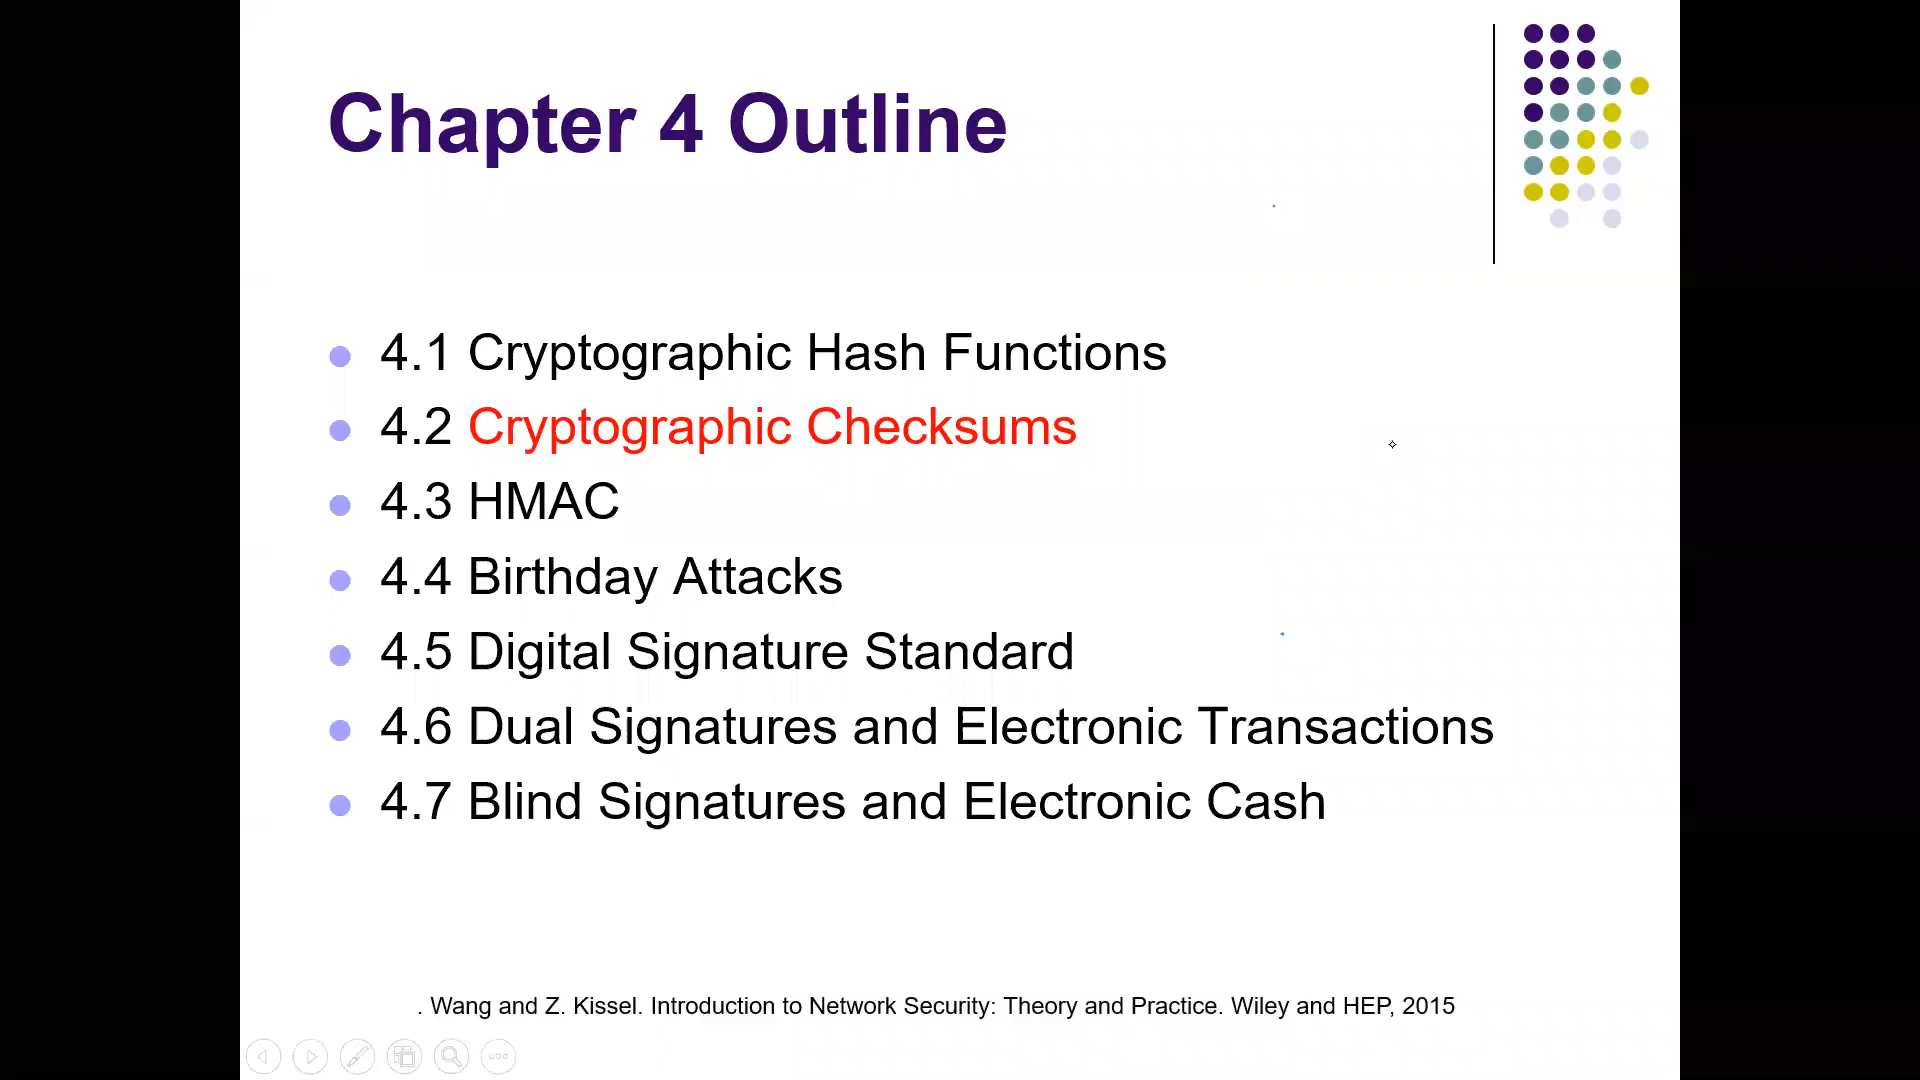 Chapter 4 Outline
4.1 Cryptographic Hash Functions
4.2 Cryptographic Checksums
4.3 HMAC
4.4 Birthday Attacks
4.5 Digital Signature Standard
4.6 Dual Signatures and Electronic Transactions
4.7 Blind Signatures and Electronic Cash
. Wang and Z. Kissel. Introduction to Network Security: Theory and Practice. Wiley and HEP, 2015